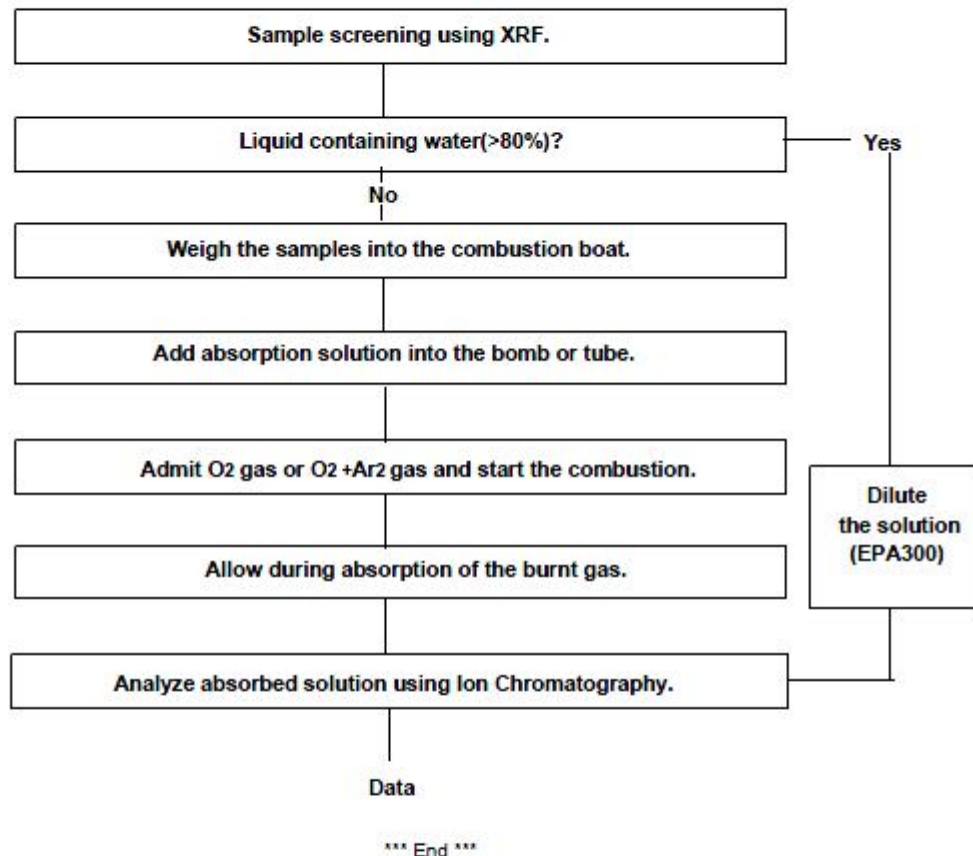 Sample screening using XRF.
Liquid containing water(>80%)?
Yes
No
Weigh the samples into the combustion boat.
Add absorption solution into the bomb or tube.
Admit O2 gas or O2 +Ar2 gas and start the combustion.
Dilute
the solution
(EPA300)
Allow during absorption of the burnt gas.
Analyze absorbed solution using Ion Chromatography.
Data
*** End ***